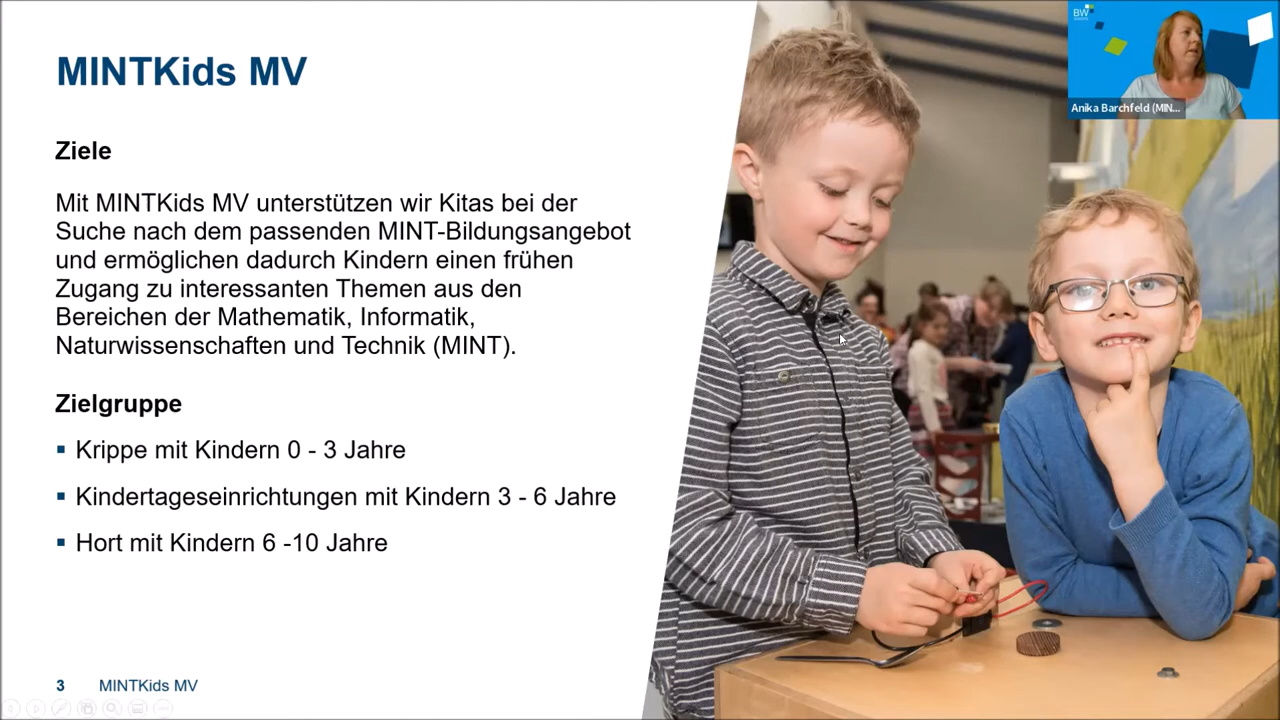 MINTKids MV
BW
Anika Barchfeld (MIN...
Ziele
Mit MINTKids MV unterstützen wir Kitas bei der
Suche nach dem passenden MINT-Bildungsangebot
und ermöglichen dadurch Kindern einen frühen
Zugang zu interessanten Themen aus den
Bereichen der Mathematik, Informatik,
Naturwissenschaften und Technik (MINT).
Zielgruppe
Krippe mit Kindern 0 - 3 Jahre
Kindertageseinrichtungen mit Kindern 3 - 6 Jahre
Hort mit Kindern 6 -10 Jahre
3 MINTKids MV